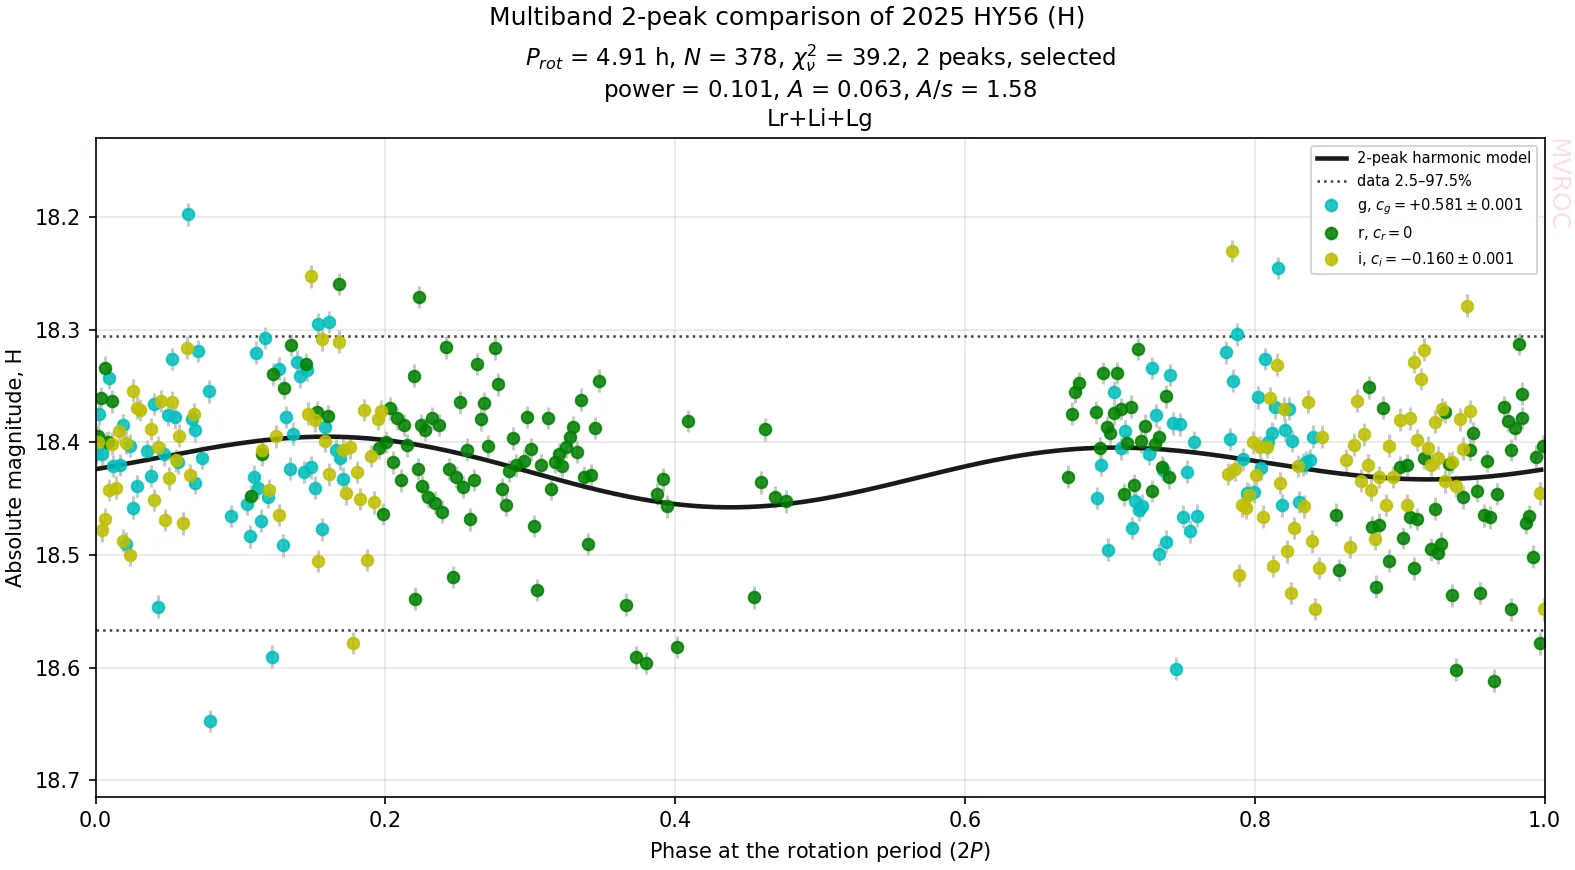 Multiband 2-peak comparison of 2025 HY56 (H)
P_rot = 4.91 h, N = 378, χ²_ν = 39.2, 2 peaks, selected
power = 0.101, A = 0.063, A/s = 1.58
Lr+Li+Lg
2-peak harmonic model
data 2.5–97.5%
g, c_g = +0.581 ± 0.001
r, c_r = 0
i, c_i = −0.160 ± 0.001
MVROC
Absolute magnitude, H
18.2
18.3
18.4
18.5
18.6
18.7
0.0 0.2 0.4 0.6 0.8 1.0
Phase at the rotation period (2P)